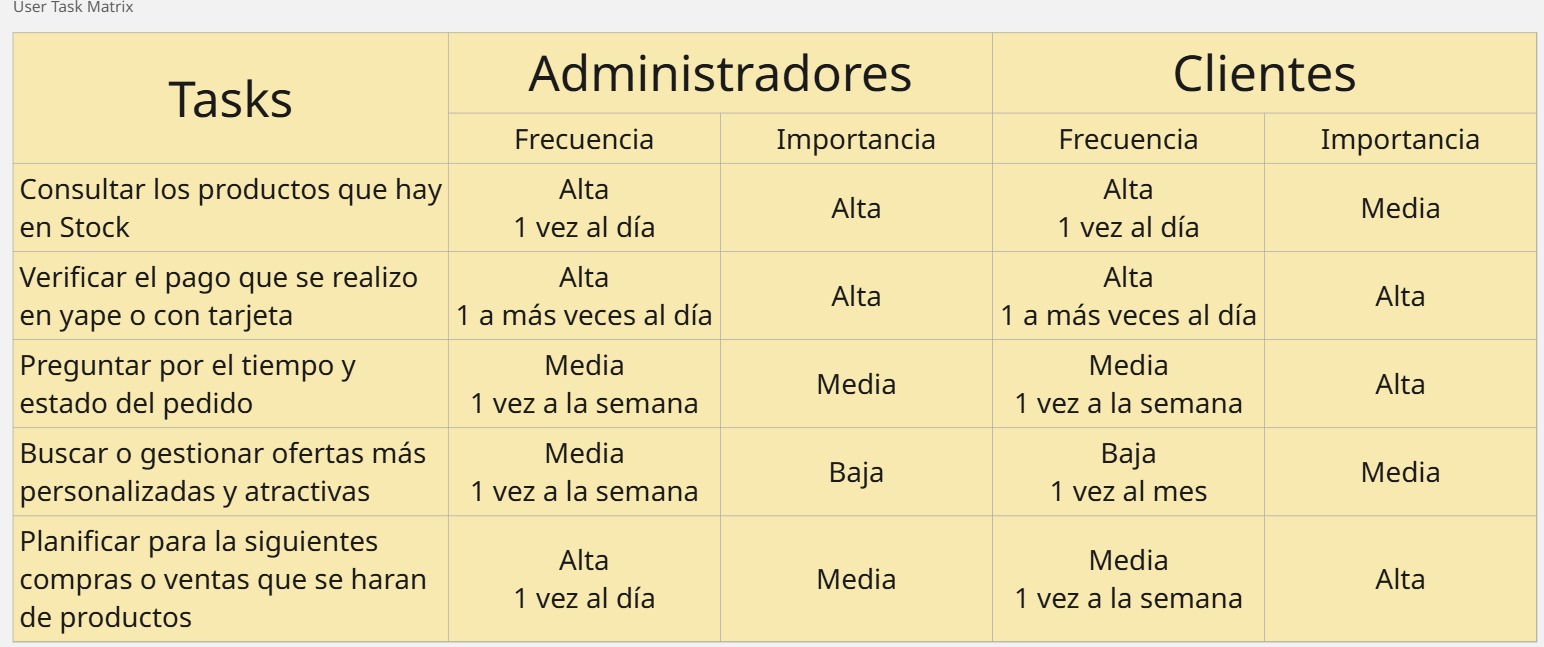 User Task Matrix
Tasks
Administradores
Clientes
Frecuencia
Importancia
Frecuencia
Importancia
Consultar los productos que hay
en Stock
Alta
1 vez al día
Alta
Alta
1 vez al día
Media
Verificar el pago que se realizo
en yape o con tarjeta
Alta
1 a más veces al día
Alta
Alta
1 a más veces al día
Alta
Preguntar por el tiempo y
estado del pedido
Media
1 vez a la semana
Media
Media
1 vez a la semana
Alta
Buscar o gestionar ofertas más
personalizadas y atractivas
Media
1 vez a la semana
Baja
Baja
1 vez al mes
Media
Planificar para la siguientes
compras o ventas que se haran
de productos
Alta
1 vez al día
Media
Media
1 vez a la semana
Alta